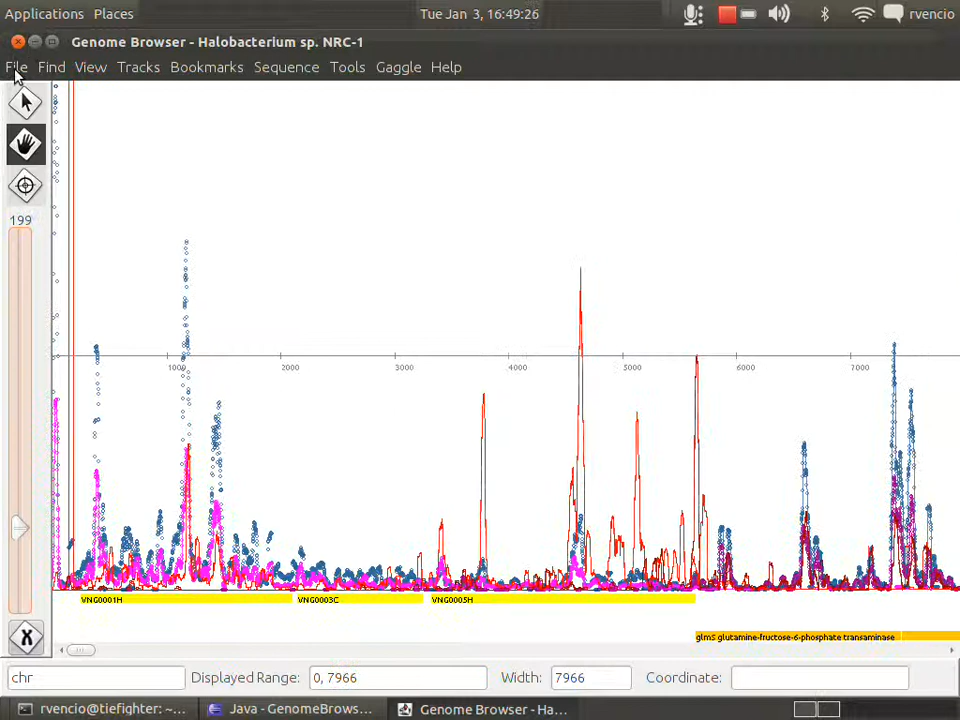 Applications Places Tue Jan 3, 16:49:26 rvencio
Genome Browser - Halobacterium sp. NRC-1
File Find View Tracks Bookmarks Sequence Tools Gaggle Help
199
1000 2000 3000 4000 5000 6000 7000
VNG0001H VNG0003C VNG0005H
glmS glutamine-fructose-6-phosphate transaminase
chr Displayed Range: 0, 7966 Width: 7966 Coordinate:
rvencio@tiefighter: ~... Java - GenomeBrows... Genome Browser - Ha...